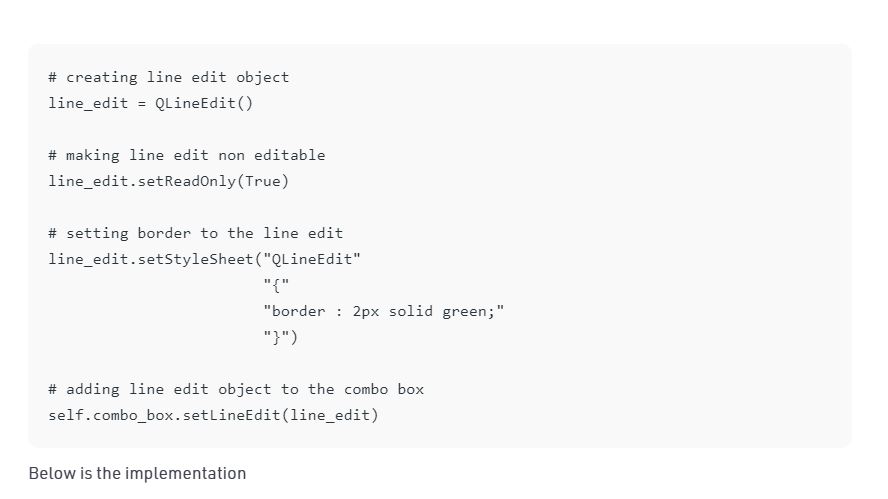 # creating line edit object
line_edit = QLineEdit()
# making line edit non editable
line_edit.setReadOnly(True)
# setting border to the line edit
line_edit.setStyleSheet("QLineEdit"
"{"
"border : 2px solid green;"
"}")
# adding line edit object to the combo box
self.combo_box.setLineEdit(line_edit)
Below is the implementation